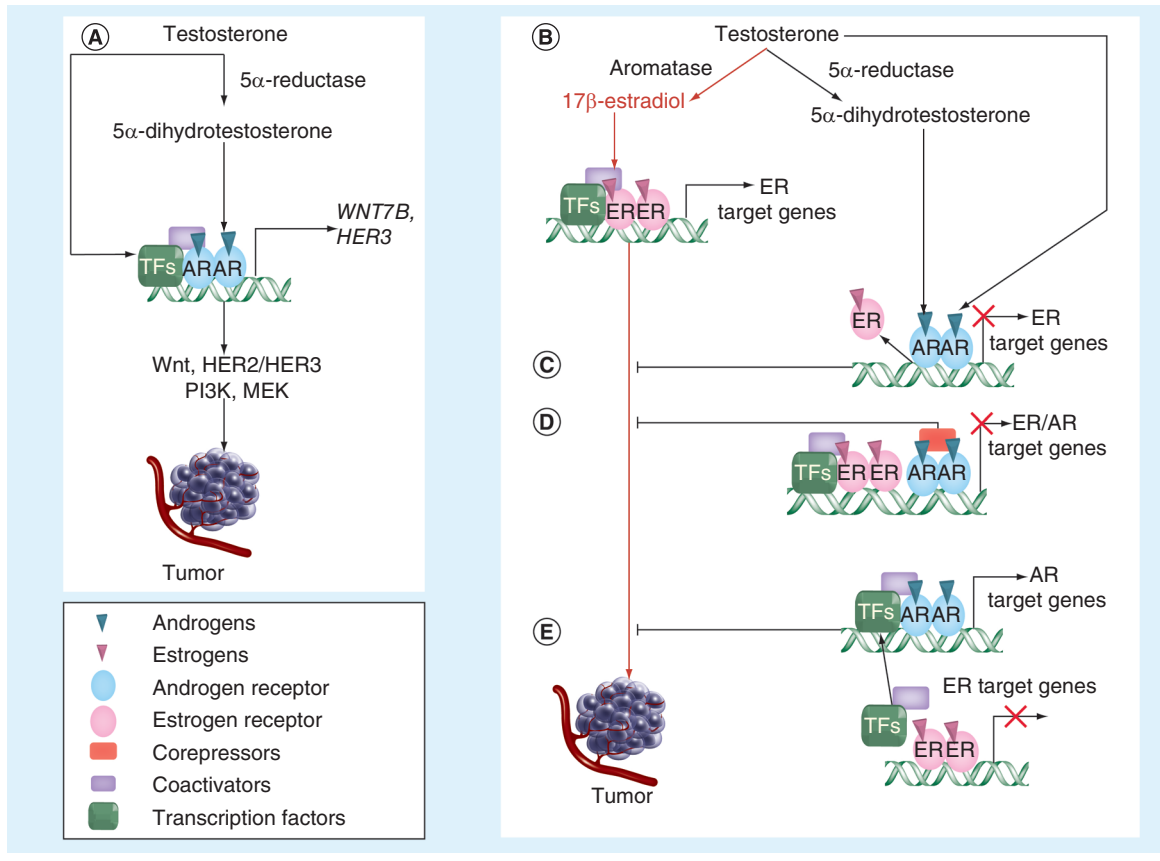 A
Testosterone
5α-reductase
5α-dihydrotestosterone
WNT7B,
HER3
TFs
AR AR
Wnt, HER2/HER3
PI3K, MEK
Tumor
Androgens
Estrogens
Androgen receptor
Estrogen receptor
Corepressors
Coactivators
Transcription factors
B
Testosterone
Aromatase
5α-reductase
17β-estradiol
5α-dihydrotestosterone
TFs
ER ER
ER
target genes
ER
AR AR
ER
target genes
C
D
TFs
ER ER
AR AR
ER/AR
target genes
E
TFs
AR AR
AR
target genes
ER target genes
TFs
ER ER
Tumor